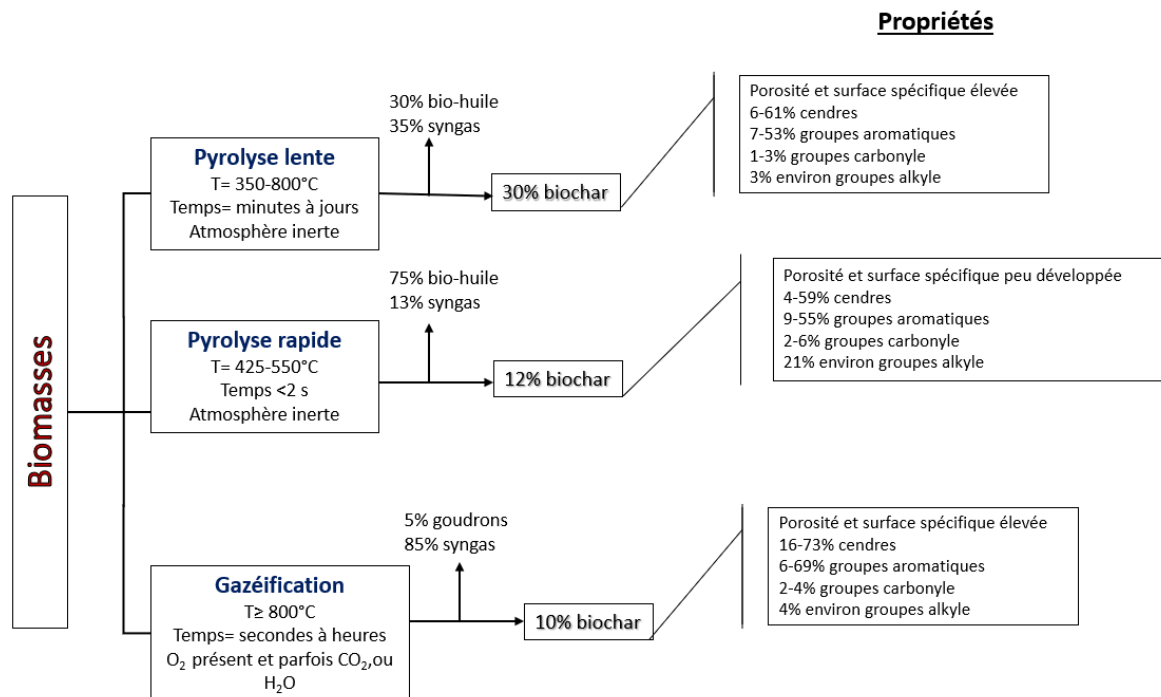 Propriétés
Biomasses
Pyrolyse lente
T= 350-800°C
Temps= minutes à jours
Atmosphère inerte
30% bio-huile
35% syngas
30% biochar
Porosité et surface spécifique élevée
6-61% cendres
7-53% groupes aromatiques
1-3% groupes carbonyle
3% environ groupes alkyle
Pyrolyse rapide
T= 425-550°C
Temps <2 s
Atmosphère inerte
75% bio-huile
13% syngas
12% biochar
Porosité et surface spécifique peu développée
4-59% cendres
9-55% groupes aromatiques
2-6% groupes carbonyle
21% environ groupes alkyle
Gazéification
T≥ 800°C
Temps= secondes à heures
O₂ présent et parfois CO₂,ou
H₂O
5% goudrons
85% syngas
10% biochar
Porosité et surface spécifique élevée
16-73% cendres
6-69% groupes aromatiques
2-4% groupes carbonyle
4% environ groupes alkyle